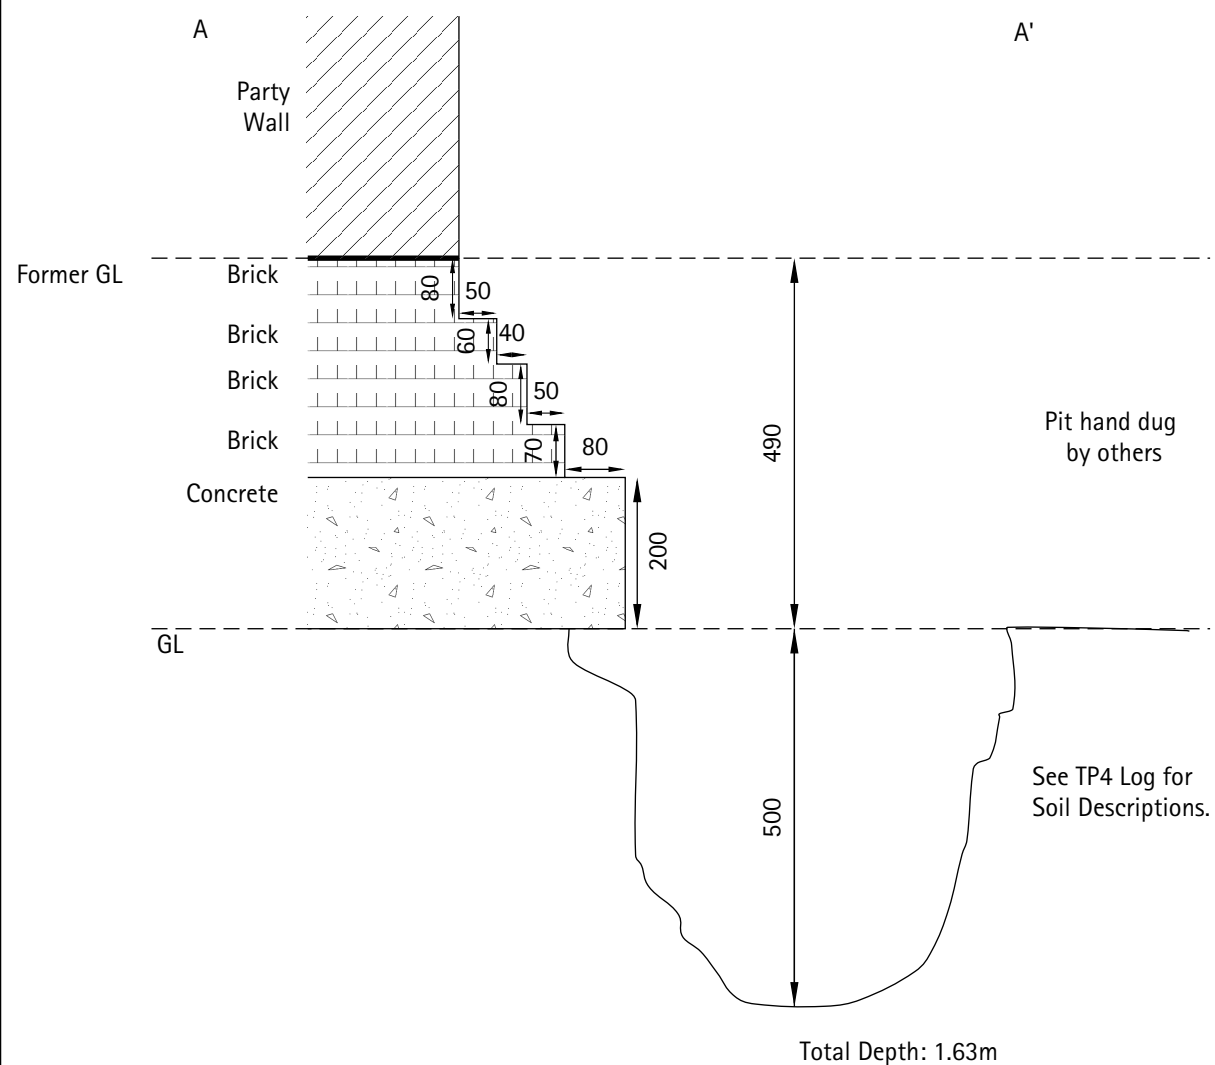 A
A'
Party
Wall
Former GL
Brick
80
50
Brick
60
40
Brick
80
50
Brick
70
80
Concrete
200
490
Pit hand dug
by others
GL
500
See TP4 Log for
Soil Descriptions.
Total Depth: 1.63m